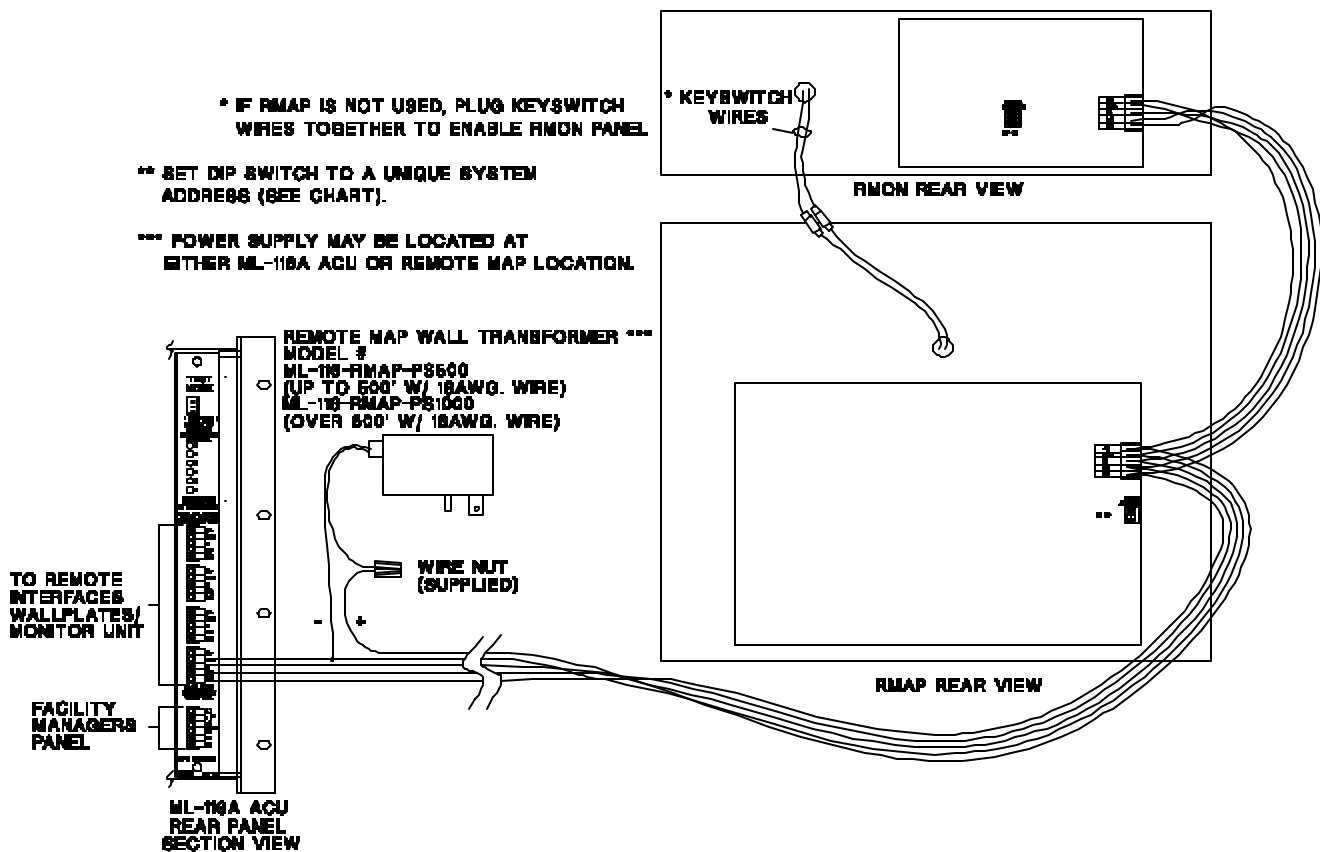 * IF RMAP IS NOT USED, PLUG KEYSWITCH
WIRES TOGETHER TO ENABLE RMON PANEL
** SET DIP SWITCH TO A UNIQUE SYSTEM
ADDRESS (SEE CHART).
*** POWER SUPPLY MAY BE LOCATED AT
EITHER ML-116A ACU OR REMOTE MAP LOCATION.
* KEYSWITCH
WIRES
RMON REAR VIEW
REMOTE MAP WALL TRANSFORMER ***
MODEL #
ML-116-RMAP-PS500
(UP TO 500' W/ 18AWG. WIRE)
ML-116-RMAP-PS1000
(OVER 500' W/ 18AWG. WIRE)
WIRE NUT
(SUPPLIED)
- +
TO REMOTE
INTERFACES
WALLPLATES/
MONITOR UNIT
FACILITY
MANAGERS
PANEL
RMAP REAR VIEW
ML-116A ACU
REAR PANEL
SECTION VIEW